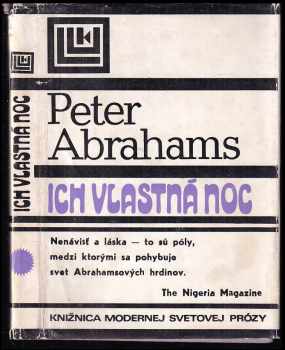 Peter
Abrahams
ICH VLASTNÁ NOC
Nenávisť a láska — to sú póly,
medzi ktorými sa pohybuje
svet Abrahamsových hrdinov.
The Nigeria Magazine
KNIŽNICA MODERNEJ SVETOVEJ PRÓZY
ICH VLASTNÁ NOC